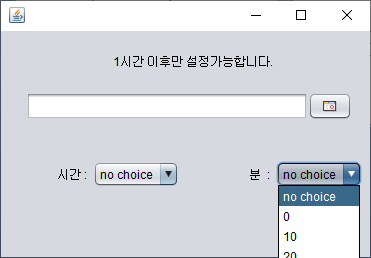 1시간 이후만 설정가능합니다.
시간 : no choice 분 : no choice
no choice
0
10
20